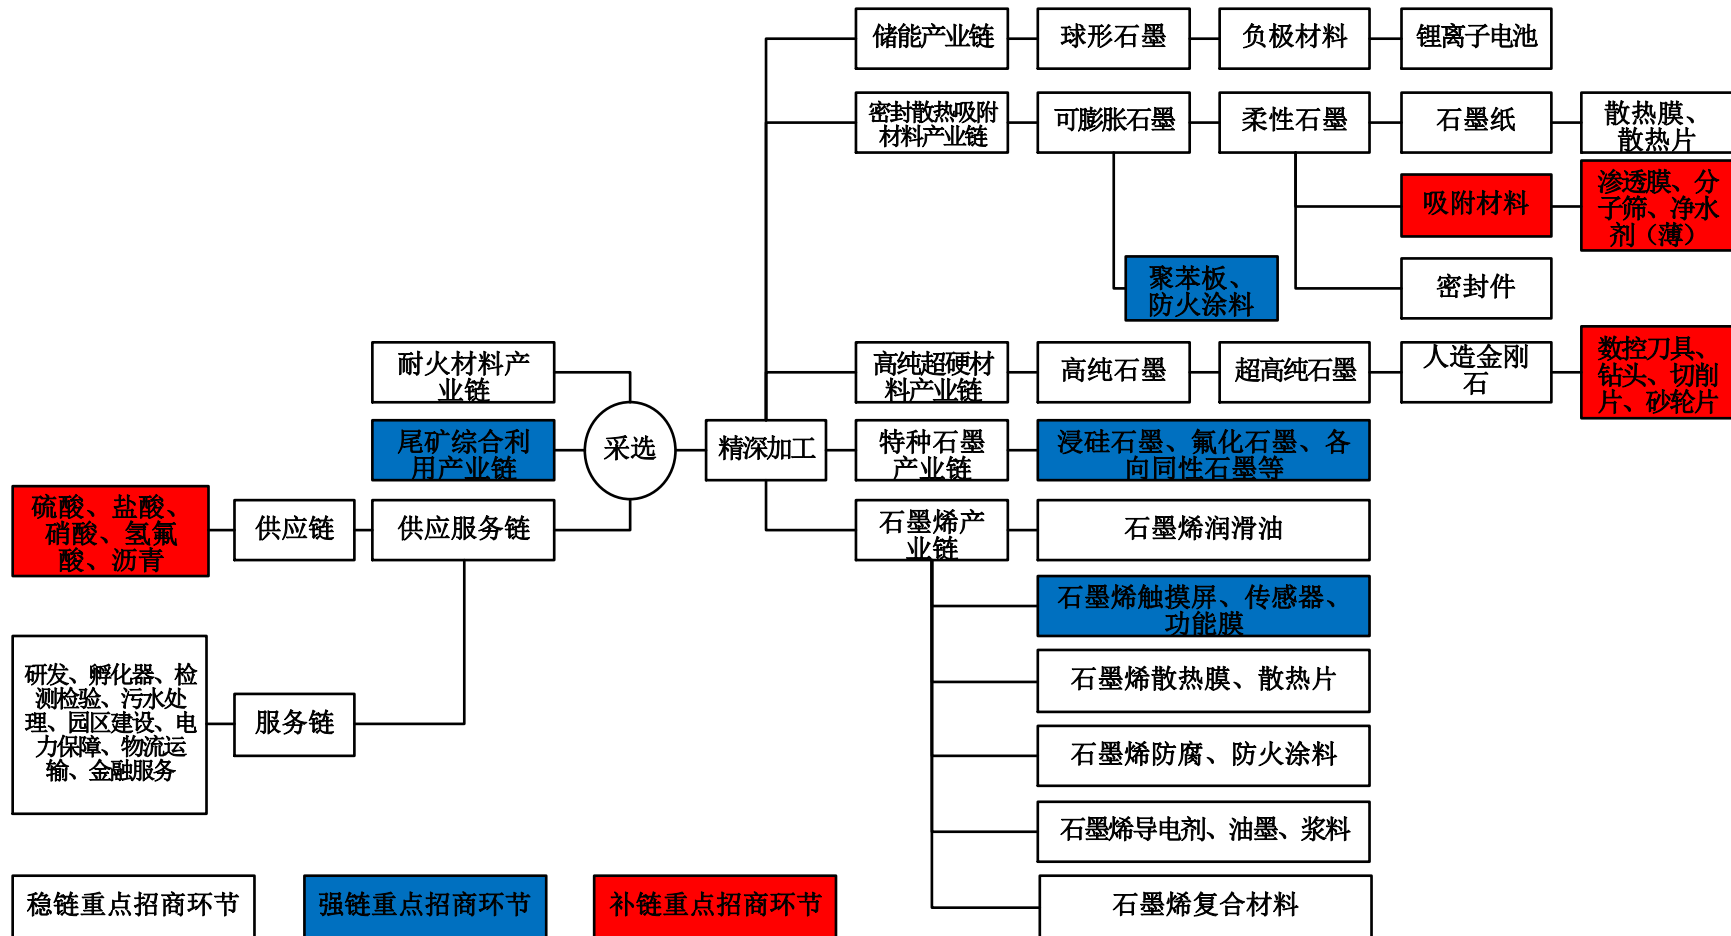 储能产业链
球形石墨
负极材料
锂离子电池
密封散热吸附
材料产业链
可膨胀石墨
柔性石墨
石墨纸
散热膜、
散热片
吸附材料
渗透膜、分
子筛、净水
剂（薄）
聚苯板、
防火涂料
密封件
耐火材料产
业链
高纯超硬材
料产业链
高纯石墨
超高纯石墨
人造金刚
石
数控刀具、
钻头、切削
片、砂轮片
尾矿综合利
用产业链
采选
精深加工
特种石墨
产业链
浸硅石墨、氟化石墨、各
向同性石墨等
硫酸、盐酸、
硝酸、氢氟
酸、沥青
供应链
供应服务链
石墨烯产
业链
石墨烯润滑油
石墨烯触摸屏、传感器、
功能膜
研发、孵化器、检
测检验、污水处
理、园区建设、电
力保障、物流运
输、金融服务
服务链
石墨烯散热膜、散热片
石墨烯防腐、防火涂料
石墨烯导电剂、油墨、浆料
石墨烯复合材料
稳链重点招商环节
强链重点招商环节
补链重点招商环节